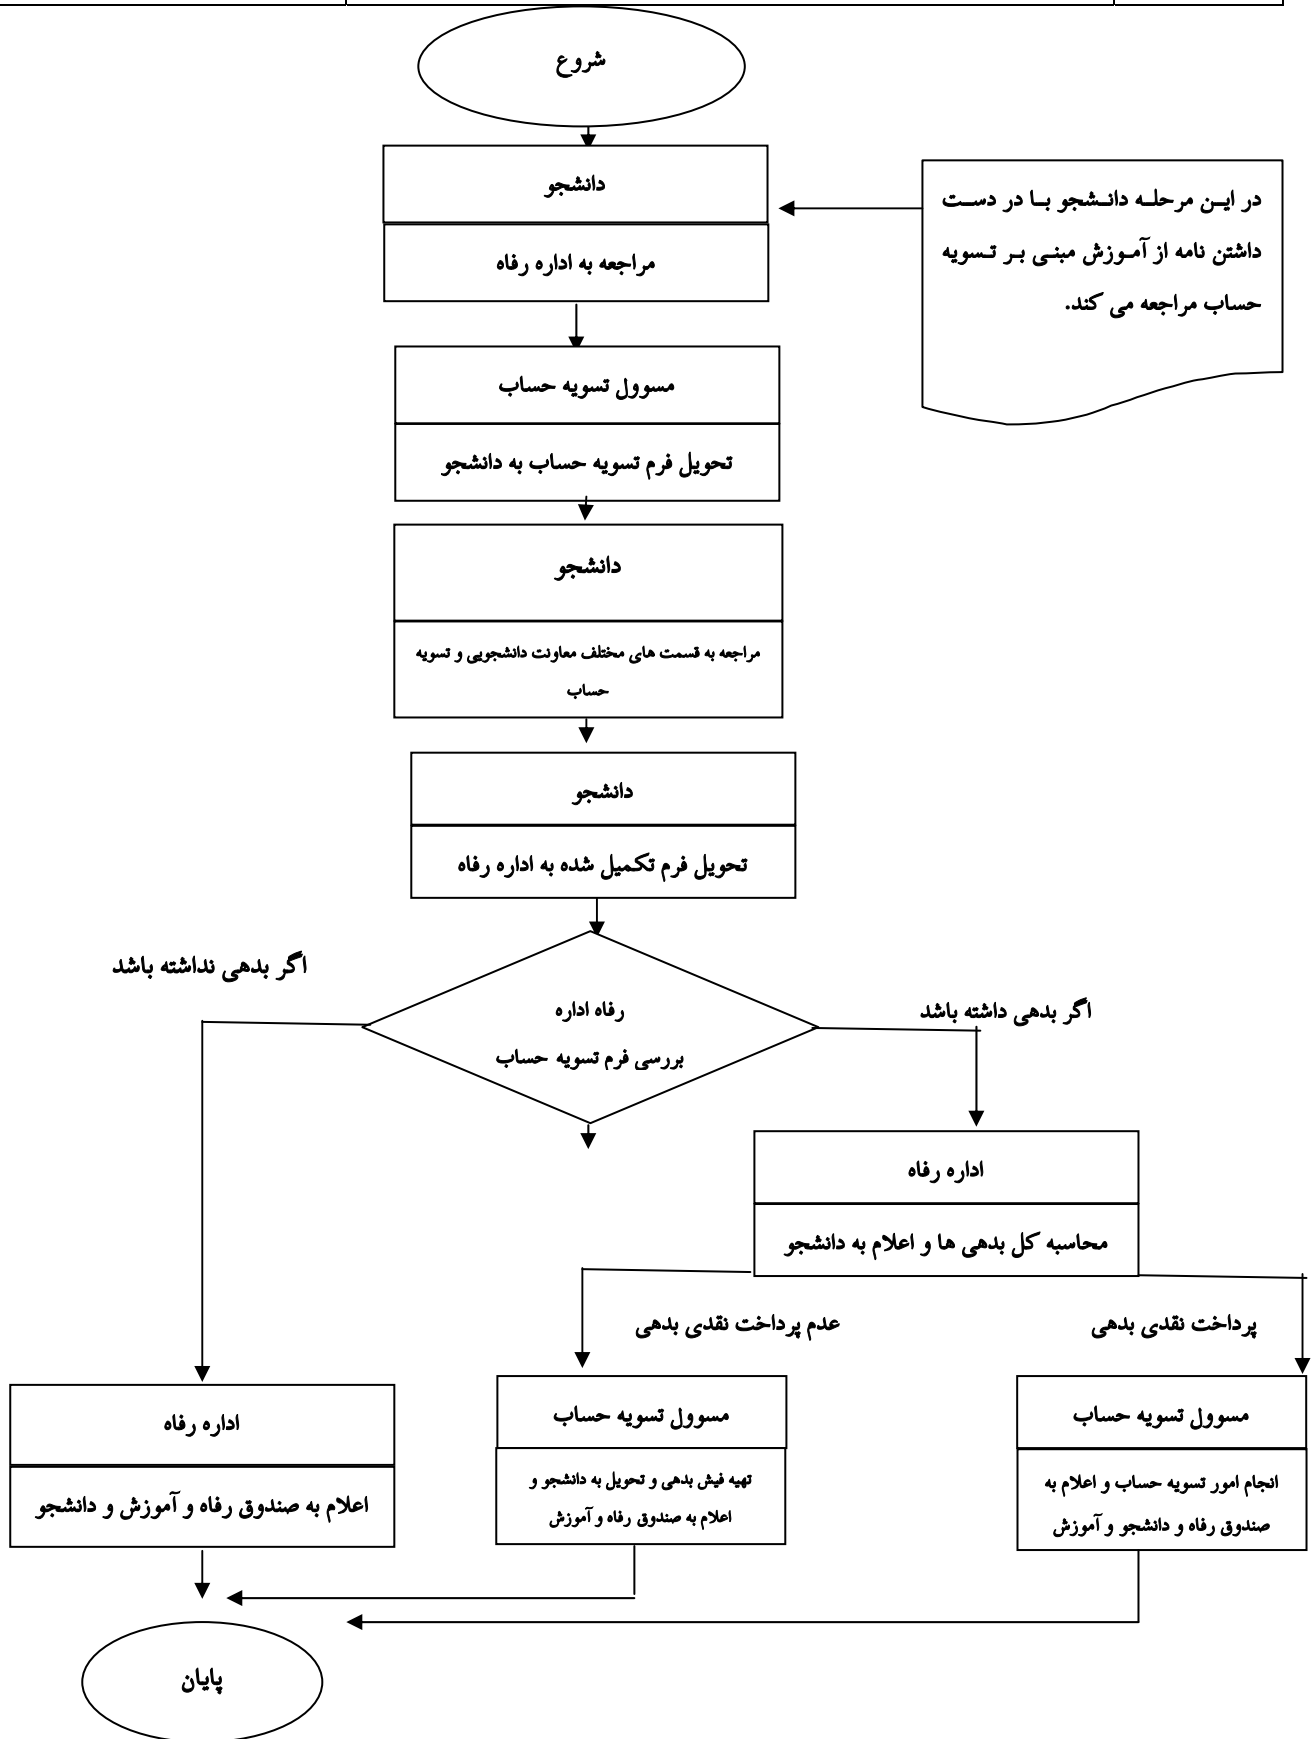 شروع
دانشجو
مراجعه به اداره رفاه
در این مرحله دانشجو با در دست
داشتن نامه از آموزش مبنی بر تسویه
حساب مراجعه می کند.
مسوول تسویه حساب
تحویل فرم تسویه حساب به دانشجو
دانشجو
مراجعه به قسمت های مختلف معاونت دانشجویی و تسویه
حساب
دانشجو
تحویل فرم تکمیل شده به اداره رفاه
رفاه اداره
بررسی فرم تسویه حساب
اگر بدهی داشته باشد
اگر بدهی نداشته باشد
اداره رفاه
محاسبه کل بدهی ها و اعلام به دانشجو
پرداخت نقدی بدهی
عدم پرداخت نقدی بدهی
مسوول تسویه حساب
انجام امور تسویه حساب و اعلام به
صندوق رفاه و دانشجو و آموزش
مسوول تسویه حساب
تهیه فیش بدهی و تحویل به دانشجو و
اعلام به صندوق رفاه و آموزش
اداره رفاه
اعلام به صندوق رفاه و آموزش و دانشجو
پایان